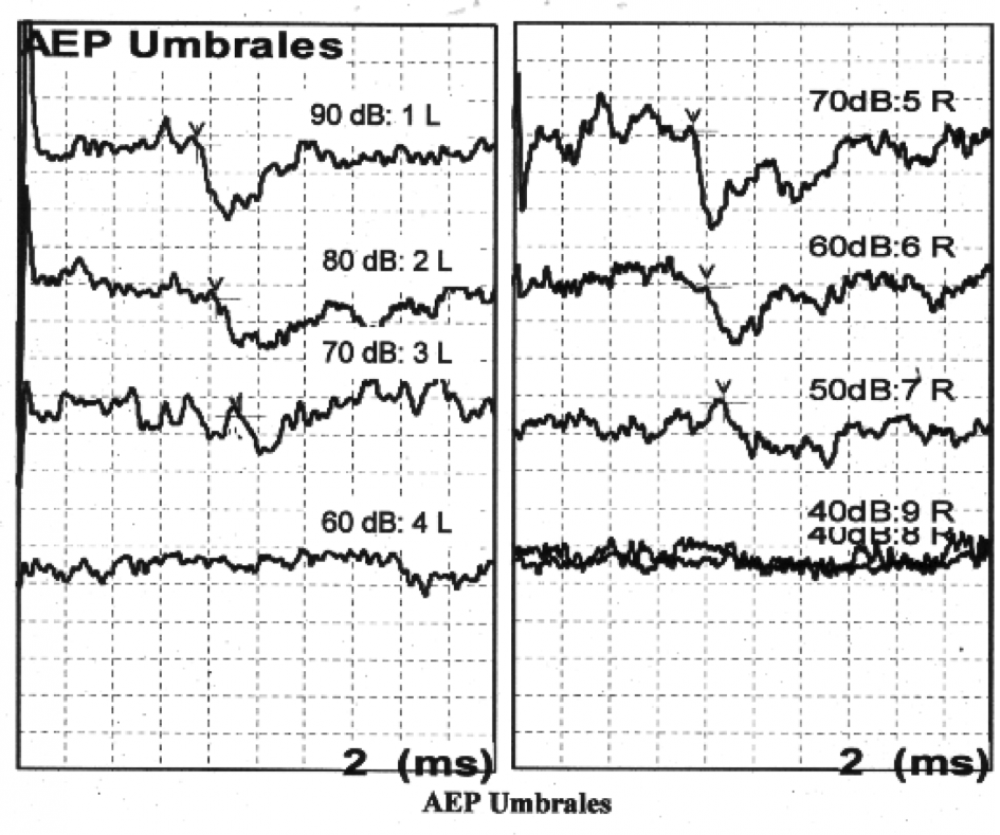 AEP Umbrales
90 dB: 1 L
80 dB: 2 L
70 dB: 3 L
60 dB: 4 L
2 (ms)
70dB:5 R
60dB:6 R
50dB:7 R
40dB:9 R
40dB:8 R
2 (ms)
AEP Umbrales